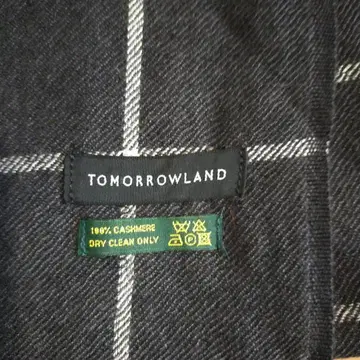 TOMORROWLAND
100% CASHMERE
DRY CLEAN ONLY
P